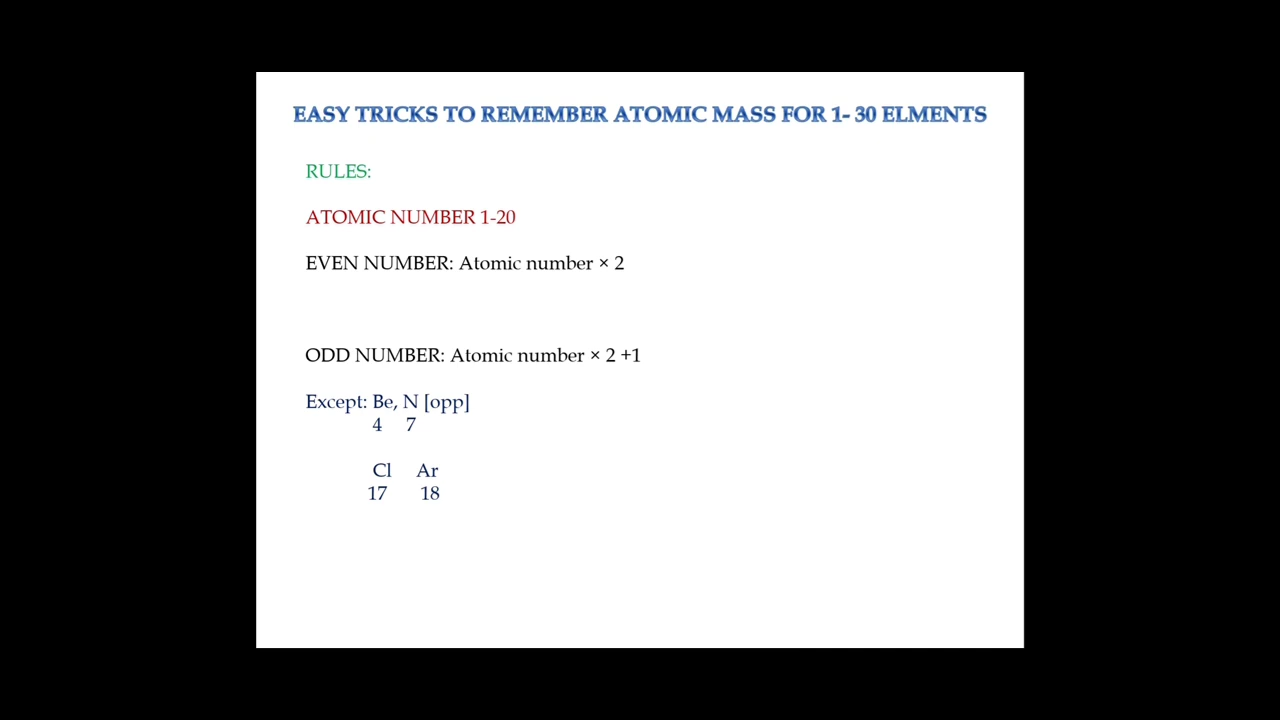 EASY TRICKS TO REMEMBER ATOMIC MASS FOR 1- 30 ELMENTS
RULES:
ATOMIC NUMBER 1-20
EVEN NUMBER: Atomic number × 2
ODD NUMBER: Atomic number × 2 +1
Except: Be, N [opp]
4 7
Cl Ar
17 18